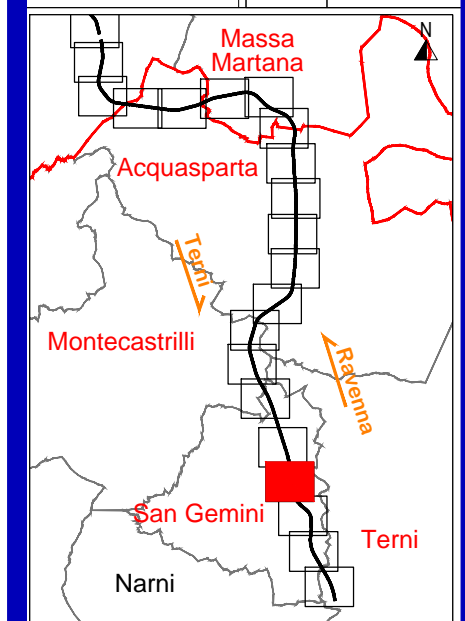 N
Massa
Martana
Acquasparta
Terni
Montecastrilli
Ravenna
San Gemini
Terni
Narni